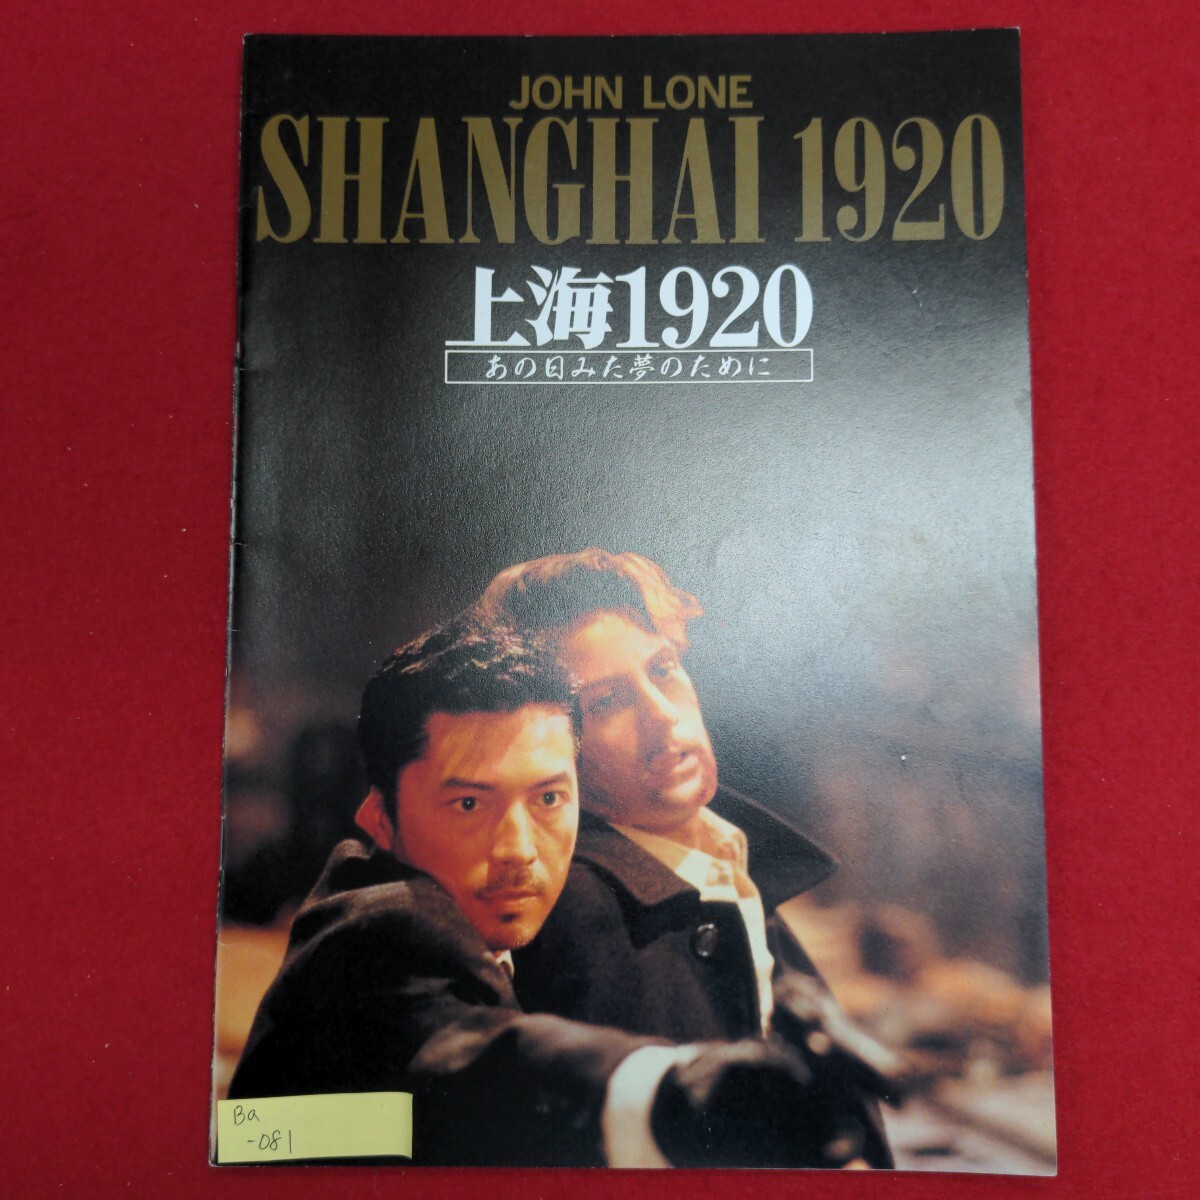 JOHN LONE
SHANGHAI 1920
上海1920
あの日みた夢のために
Ba
-081